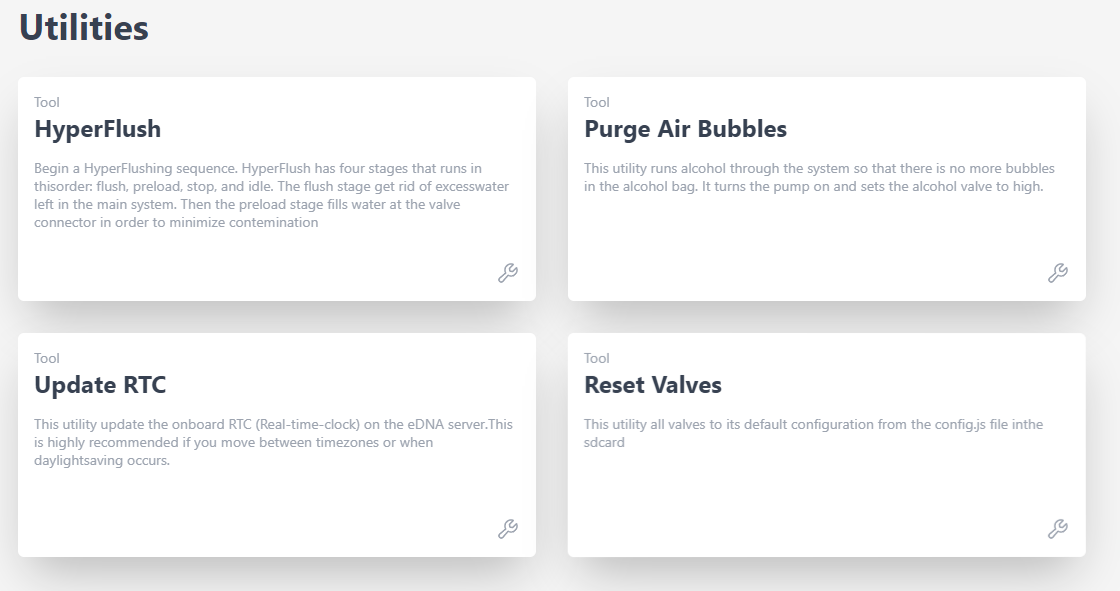 Utilities
Tool
HyperFlush
Begin a HyperFlushing sequence. HyperFlush has four stages that runs in
thisorder: flush, preload, stop, and idle. The flush stage get rid of excesswater
left in the main system. Then the preload stage fills water at the valve
connector in order to minimize contemination
Tool
Purge Air Bubbles
This utility runs alcohol through the system so that there is no more bubbles
in the alcohol bag. It turns the pump on and sets the alcohol valve to high.
Tool
Update RTC
This utility update the onboard RTC (Real-time-clock) on the eDNA server.This
is highly recommended if you move between timezones or when
daylightsaving occurs.
Tool
Reset Valves
This utility all valves to its default configuration from the config.js file inthe
sdcard